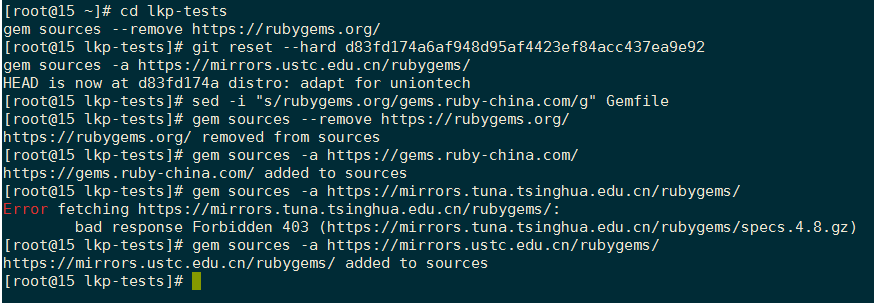 [root@15 ~]# cd lkp-tests
gem sources --remove https://rubygems.org/
[root@15 lkp-tests]# git reset --hard d83fd174a6af948d95af4423ef84acc437ea9e92
gem sources -a https://mirrors.ustc.edu.cn/rubygems/
HEAD is now at d83fd174a distro: adapt for uniontech
[root@15 lkp-tests]# sed -i "s/rubygems.org/gems.ruby-china.com/g" Gemfile
[root@15 lkp-tests]# gem sources --remove https://rubygems.org/
https://rubygems.org/ removed from sources
[root@15 lkp-tests]# gem sources -a https://gems.ruby-china.com/
https://gems.ruby-china.com/ added to sources
[root@15 lkp-tests]# gem sources -a https://mirrors.tuna.tsinghua.edu.cn/rubygems/
Error fetching https://mirrors.tuna.tsinghua.edu.cn/rubygems/:
        bad response Forbidden 403 (https://mirrors.tuna.tsinghua.edu.cn/rubygems/specs.4.8.gz)
[root@15 lkp-tests]# gem sources -a https://mirrors.ustc.edu.cn/rubygems/
https://mirrors.ustc.edu.cn/rubygems/ added to sources
[root@15 lkp-tests]#